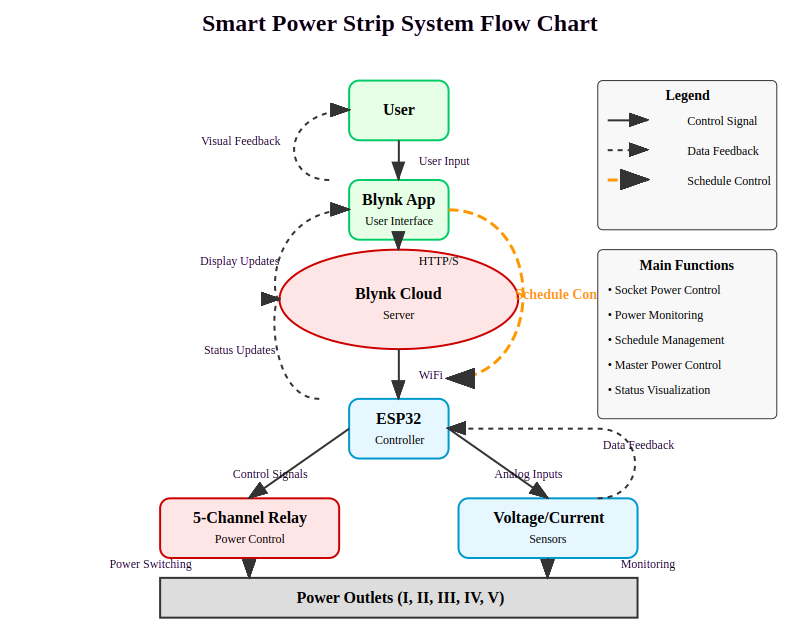 Smart Power Strip System Flow Chart
User
Visual Feedback
User Input
Blynk App
User Interface
Display Updates
HTTP/S
Blynk Cloud
Server
Schedule Con
Status Updates
WiFi
ESP32
Controller
Control Signals
Analog Inputs
Data Feedback
5-Channel Relay
Power Control
Voltage/Current
Sensors
Power Switching
Monitoring
Power Outlets (I, II, III, IV, V)
Legend
Control Signal
Data Feedback
Schedule Control
Main Functions
• Socket Power Control
• Power Monitoring
• Schedule Management
• Master Power Control
• Status Visualization